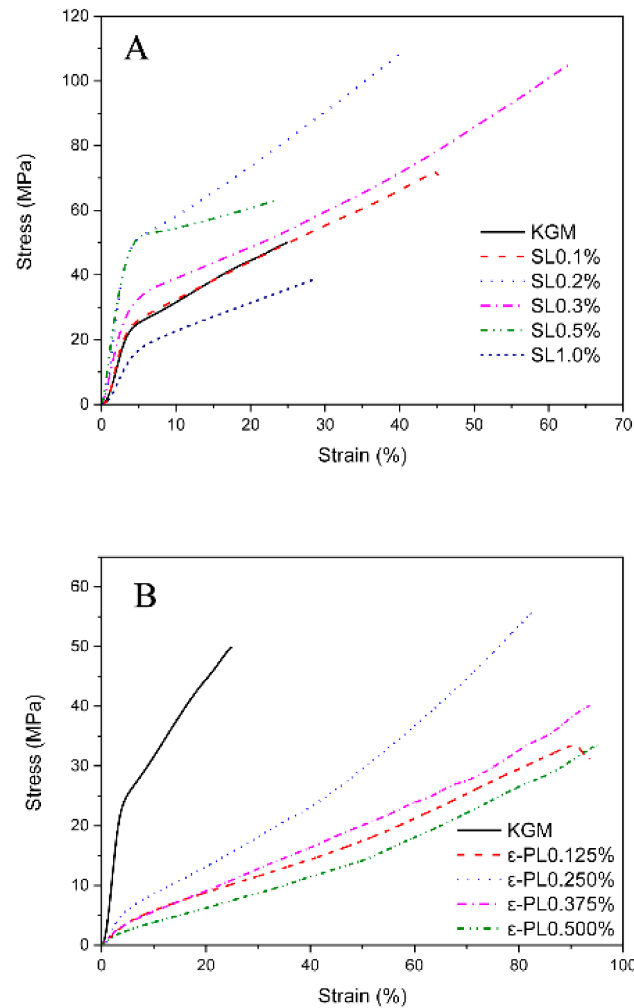 A
120
100
80
60
40
20
0
Stress (MPa)
KGM
SL0.1%
SL0.2%
SL0.3%
SL0.5%
SL1.0%
0 10 20 30 40 50 60 70
Strain (%)
B
60
50
40
30
20
10
0
Stress (MPa)
KGM
ε-PL0.125%
ε-PL0.250%
ε-PL0.375%
ε-PL0.500%
0 20 40 60 80 100
Strain (%)